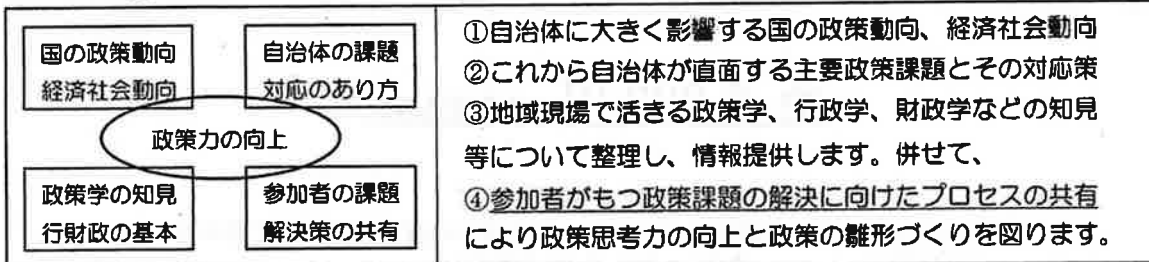 国の政策動向
経済社会動向
自治体の課題
対応のあり方
政策力の向上
政策学の知見
行財政の基本
参加者の課題
解決策の共有
①自治体に大きく影響する国の政策動向、経済社会動向
②これから自治体が直面する主要政策課題とその対応策
③地域現場で活きる政策学、行政学、財政学などの知見
等について整理し、情報提供します。併せて、
④参加者がもつ政策課題の解決に向けたプロセスの共有
により政策思考力の向上と政策の雛形づくりを図ります。